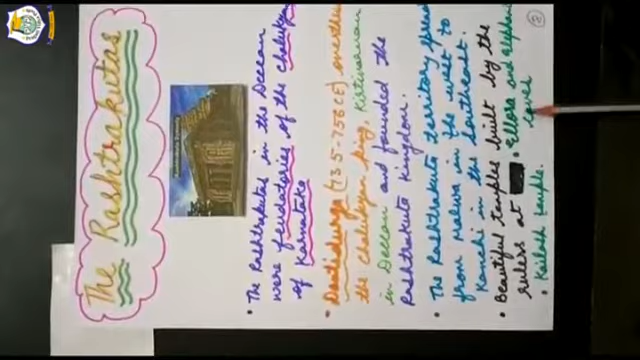 The Rashtrakutas
• The Rashtrakutas in the Deccan
were feudatories of the Chalukyas
of Karnataka
• Dantidurga (735-756 CE) overthrew
the Chalukyan king, Kirtivarman
in Deccan and founded the
Rashtrakuta kingdom.
• The Rashtrakuta territory spread
from Malwa in the west to
Kanchi in the Southeast.
• Beautiful temples built by the
rulers at • Ellora and elephanta
caves
• Kailash temple.
2